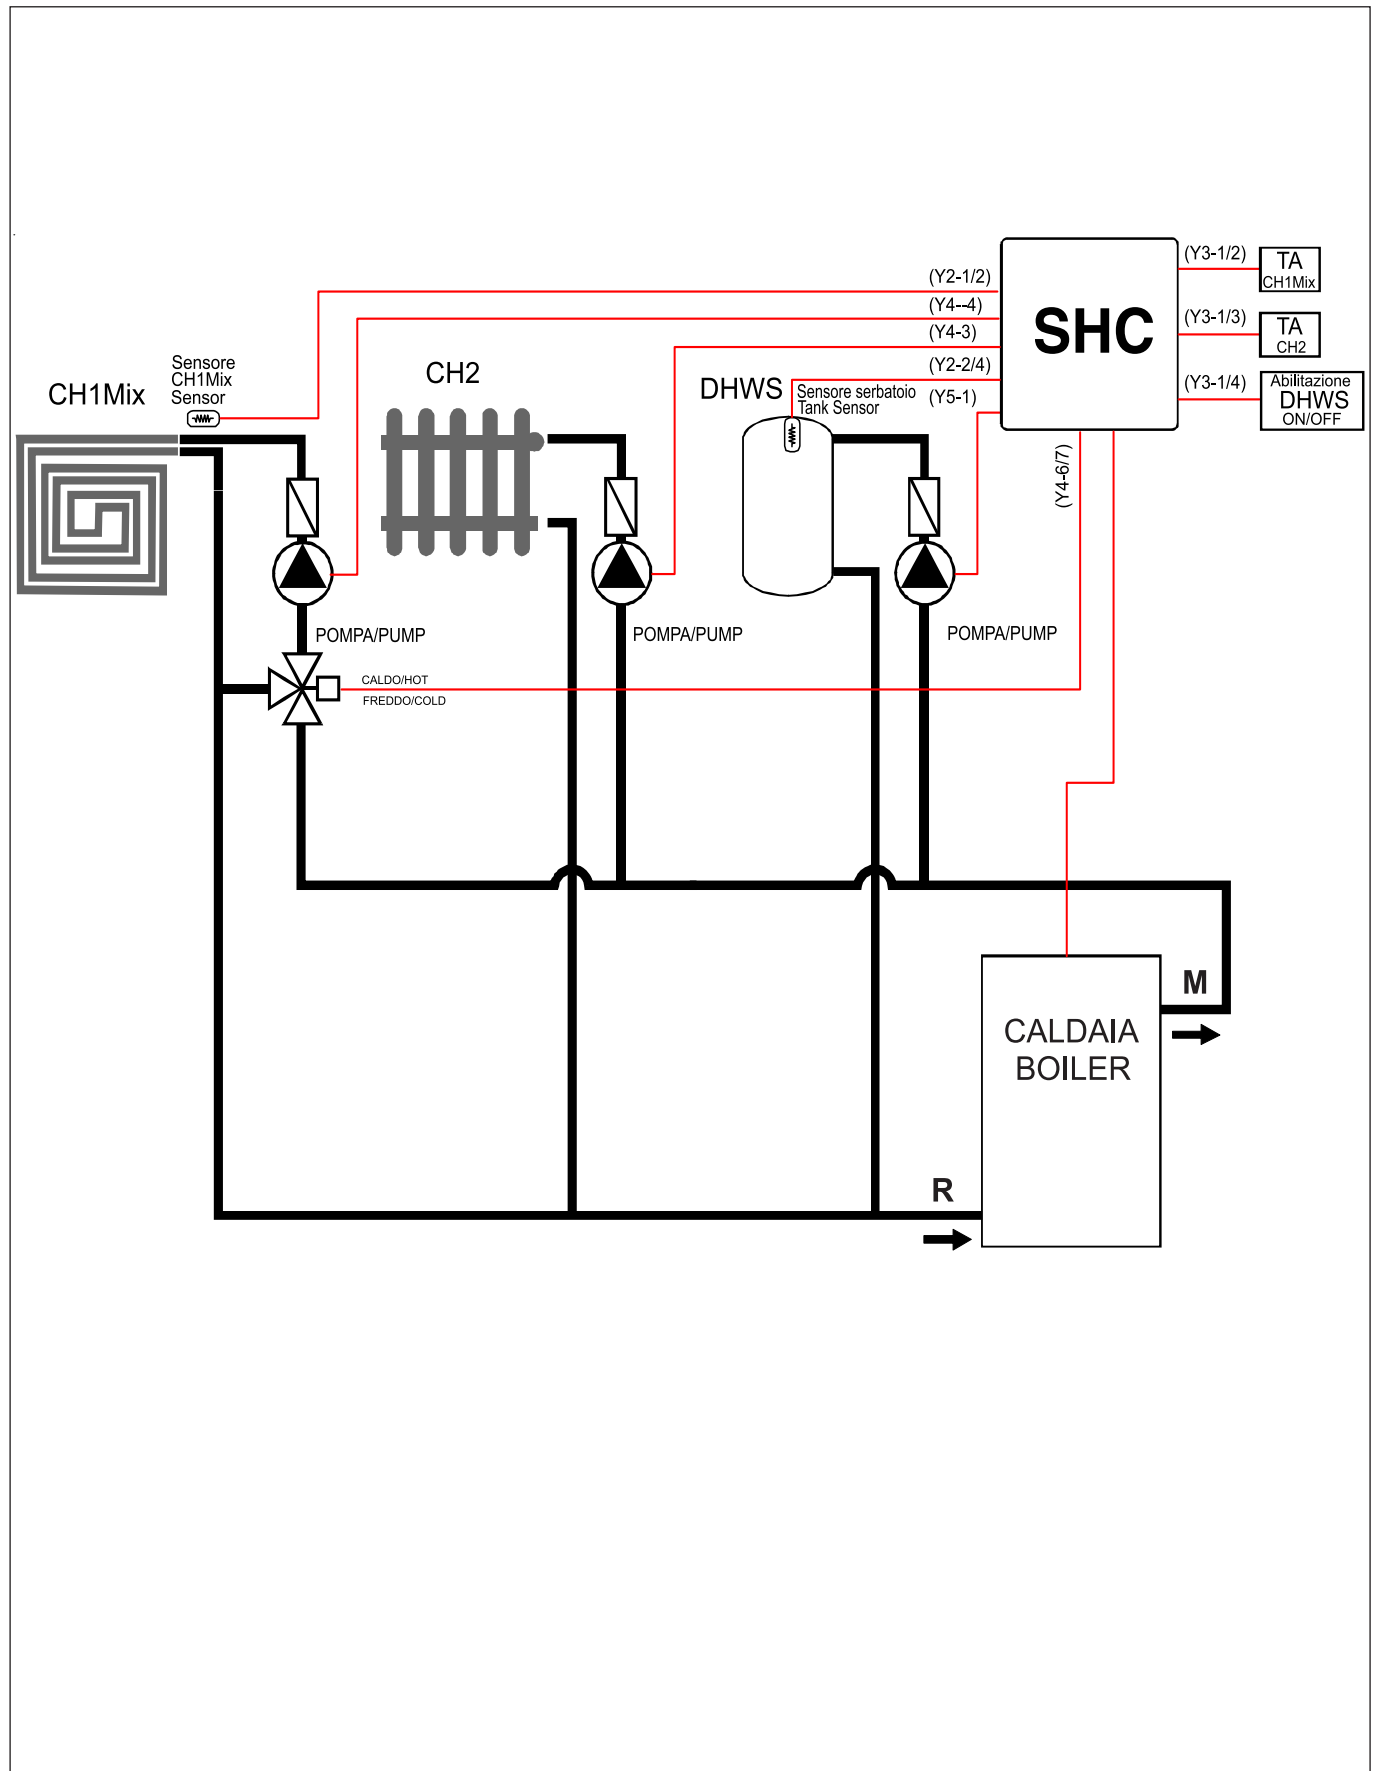 (Y3-1/2)
TA
CH1Mix
(Y2-1/2)
(Y4--4)
SHC
(Y3-1/3)
TA
CH2
(Y4-3)
Sensore
CH1Mix
Sensor
CH2
(Y2-2/4)
(Y3-1/4)
Abilitazione
DHWS
ON/OFF
CH1Mix
DHWS
Sensore serbatoio
Tank Sensor
(Y5-1)
(Y4-6/7)
POMPA/PUMP
POMPA/PUMP
POMPA/PUMP
CALDO/HOT
FREDDO/COLD
M
CALDAIA
BOILER
R